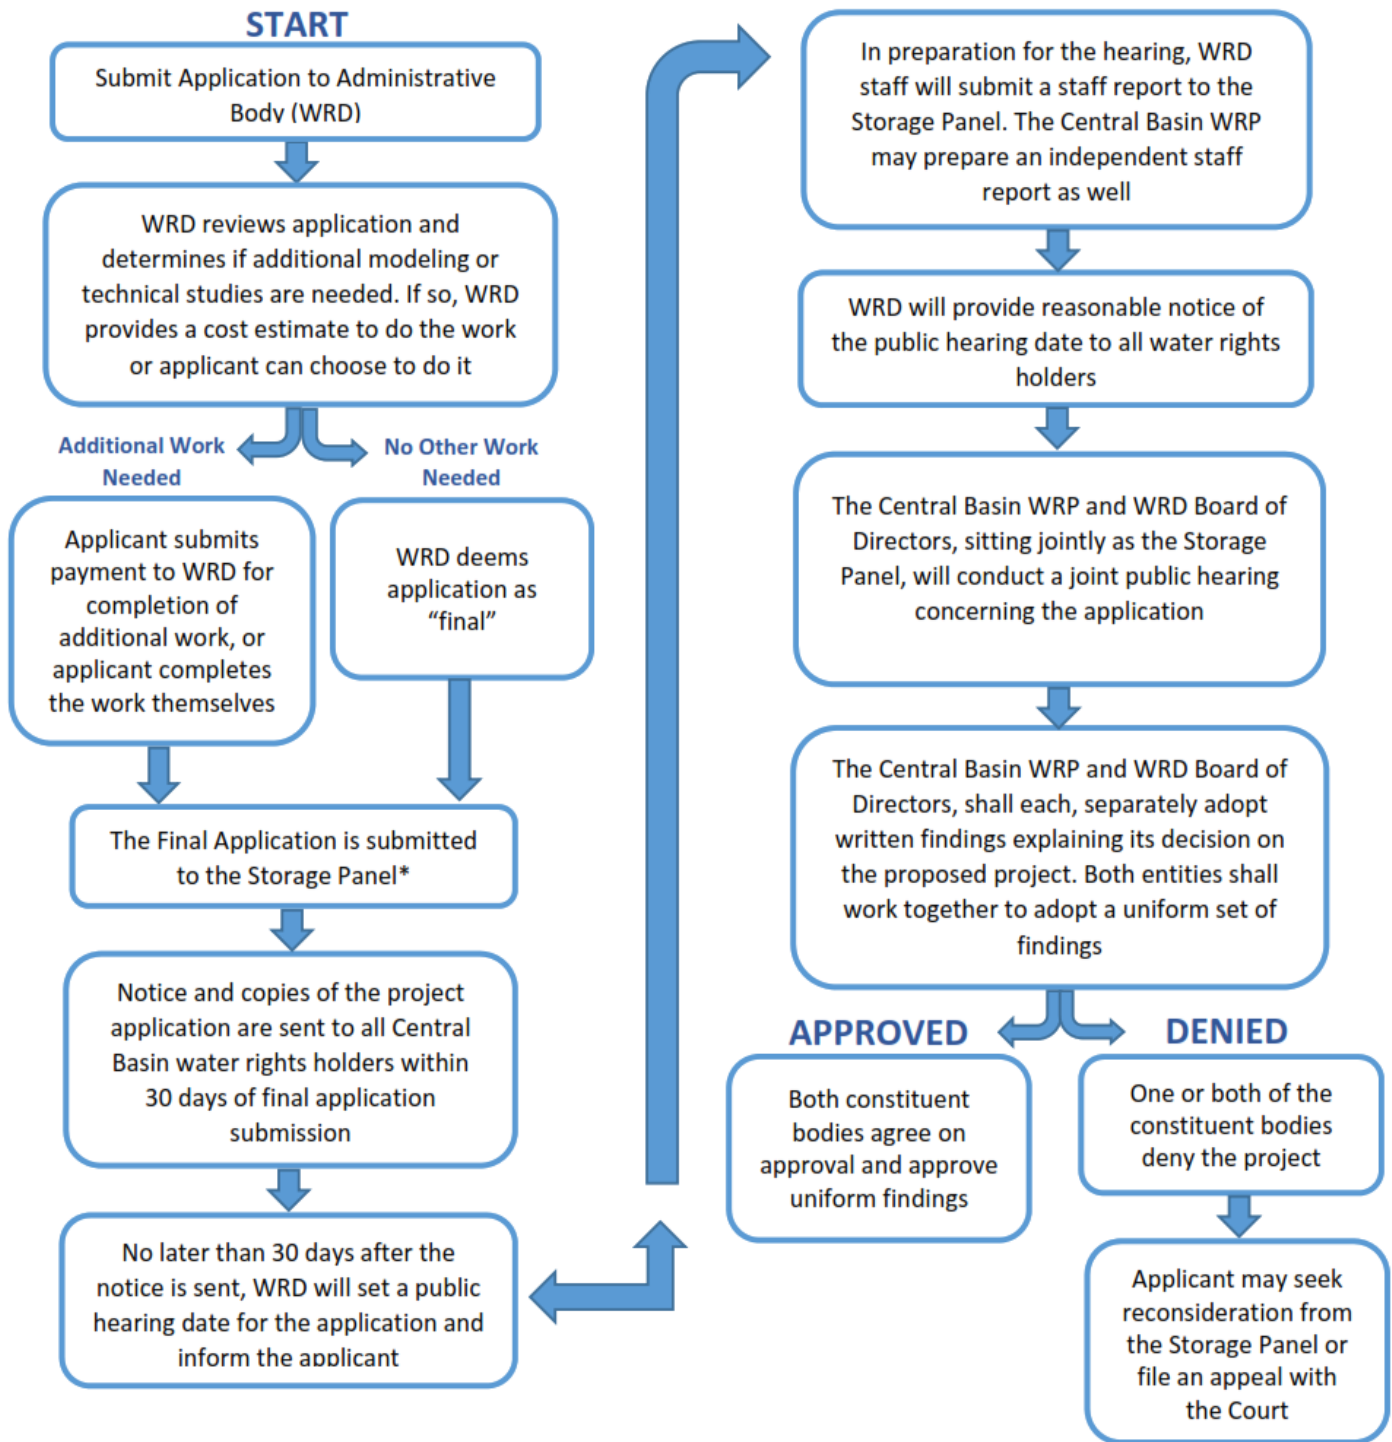 START
Submit Application to Administrative
Body (WRD)
WRD reviews application and
determines if additional modeling or
technical studies are needed. If so, WRD
provides a cost estimate to do the work
or applicant can choose to do it
Additional Work
Needed
No Other Work
Needed
Applicant submits
payment to WRD for
completion of
additional work, or
applicant completes
the work themselves
WRD deems
application as
“final”
The Final Application is submitted
to the Storage Panel*
Notice and copies of the project
application are sent to all Central
Basin water rights holders within
30 days of final application
submission
No later than 30 days after the
notice is sent, WRD will set a public
hearing date for the application and
inform the applicant
In preparation for the hearing, WRD
staff will submit a staff report to the
Storage Panel. The Central Basin WRP
may prepare an independent staff
report as well
WRD will provide reasonable notice of
the public hearing date to all water rights
holders
The Central Basin WRP and WRD Board of
Directors, sitting jointly as the Storage
Panel, will conduct a joint public hearing
concerning the application
The Central Basin WRP and WRD Board of
Directors, shall each, separately adopt
written findings explaining its decision on
the proposed project. Both entities shall
work together to adopt a uniform set of
findings
APPROVED
Both constituent
bodies agree on
approval and approve
uniform findings
DENIED
One or both of the
constituent bodies
deny the project
Applicant may seek
reconsideration from
the Storage Panel or
file an appeal with
the Court